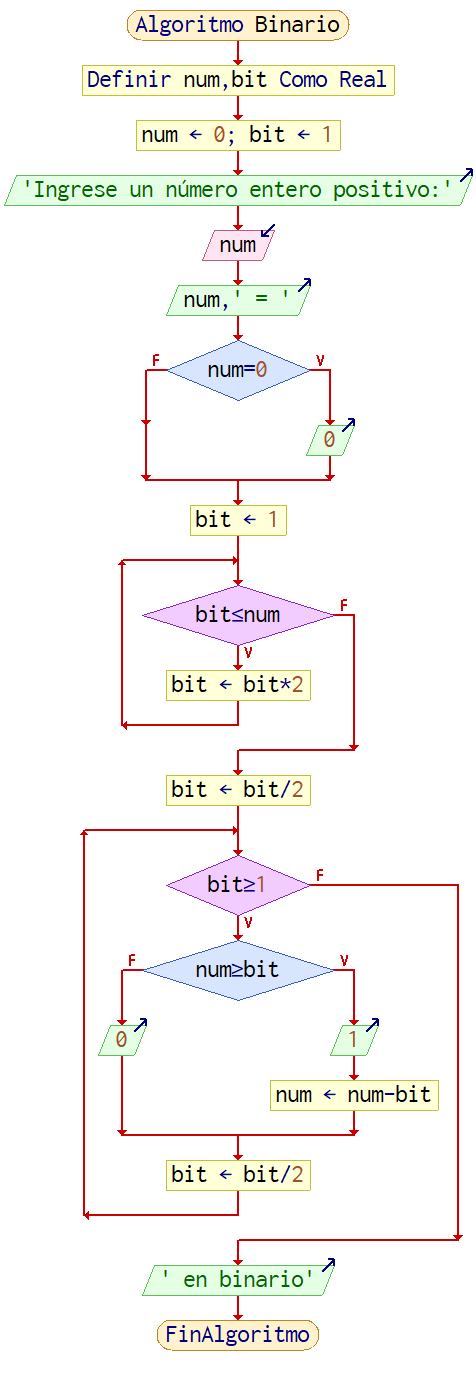 Algoritmo Binario
Definir num,bit Como Real
num ← 0; bit ← 1
'Ingrese un número entero positivo:'
num
num,' = '
F
V
num=0
0
bit ← 1
bit≤num
F
V
bit ← bit*2
bit ← bit/2
bit≥1
F
V
num≥bit
F
V
0
1
num ← num-bit
bit ← bit/2
' en binario'
FinAlgoritmo